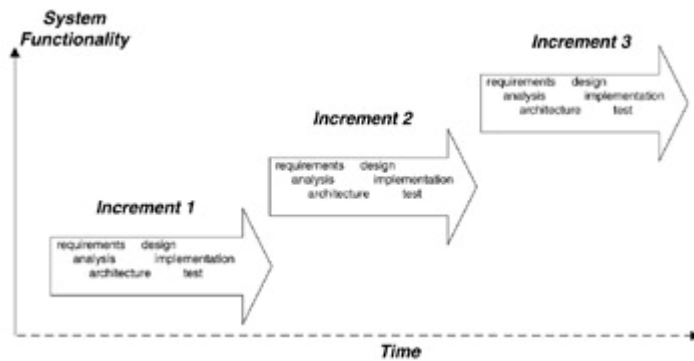 System
Functionality
Increment 3
requirements design
analysis implementation
architecture test
Increment 2
requirements design
analysis implementation
architecture test
Increment 1
requirements design
analysis implementation
architecture test
Time